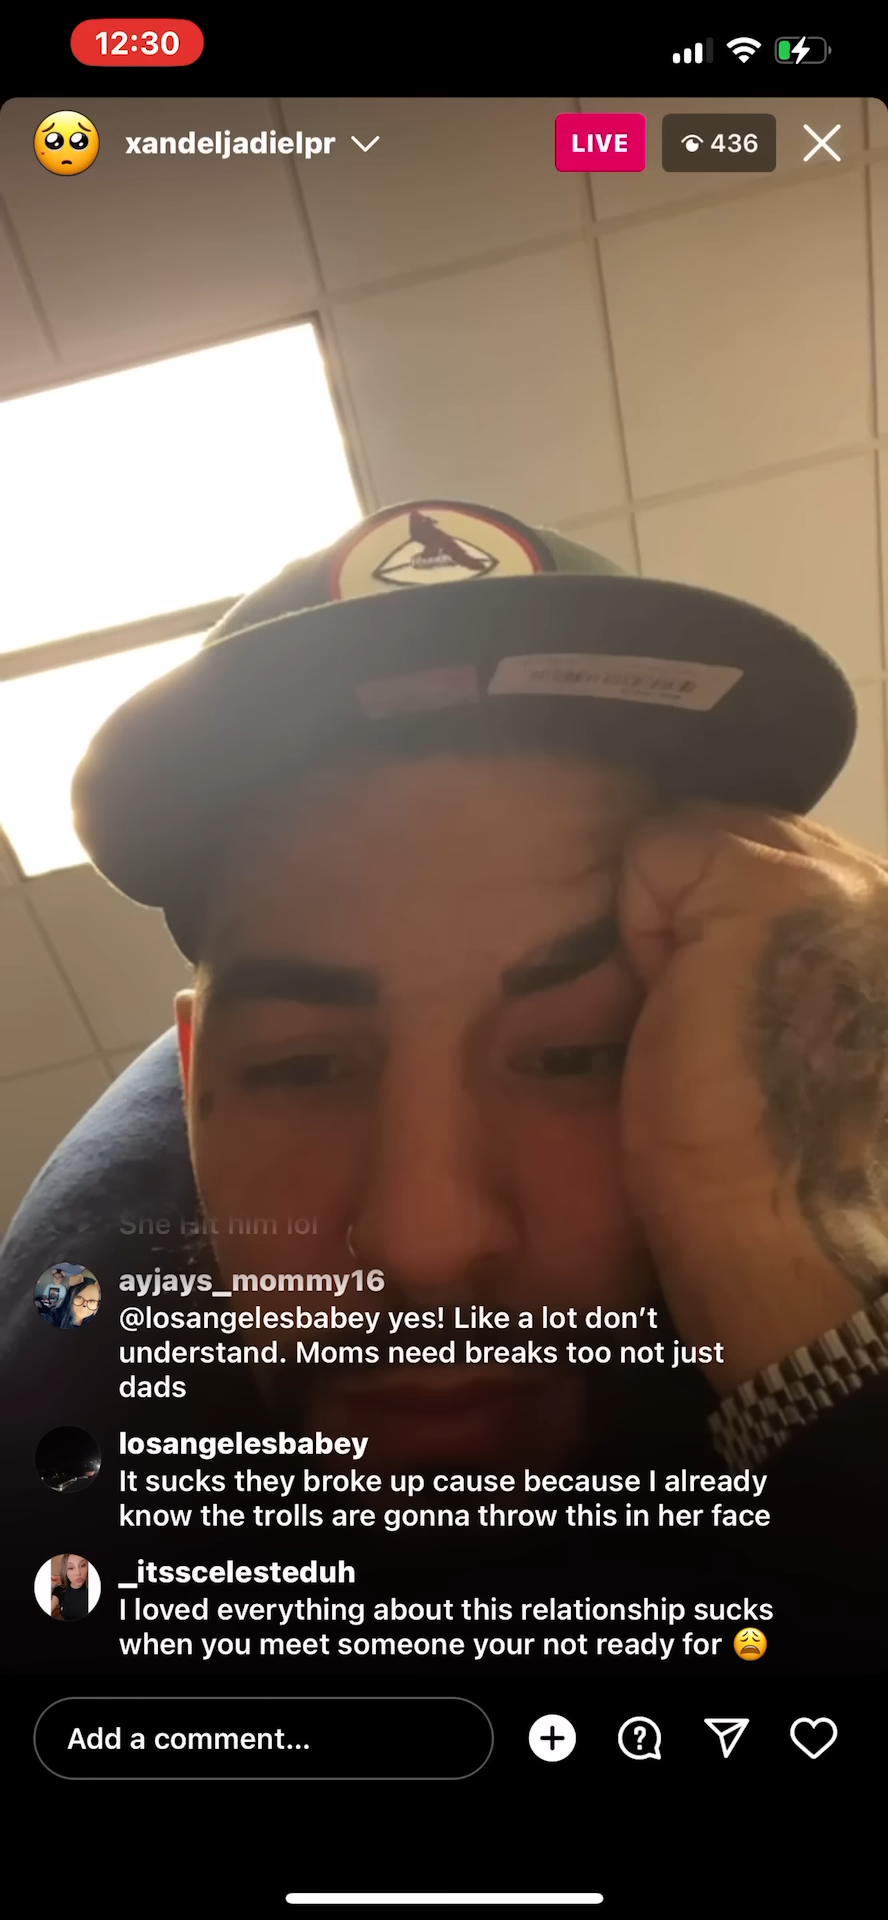 12:30
xandeljadielpr
LIVE
436
She Hit him lol
ayjays_mommy16
@losangelesbabey yes! Like a lot don’t
understand. Moms need breaks too not just
dads
losangelesbabey
It sucks they broke up cause because I already
know the trolls are gonna throw this in her face
_itsscelesteduh
I loved everything about this relationship sucks
when you meet someone your not ready for 😩
Add a comment...